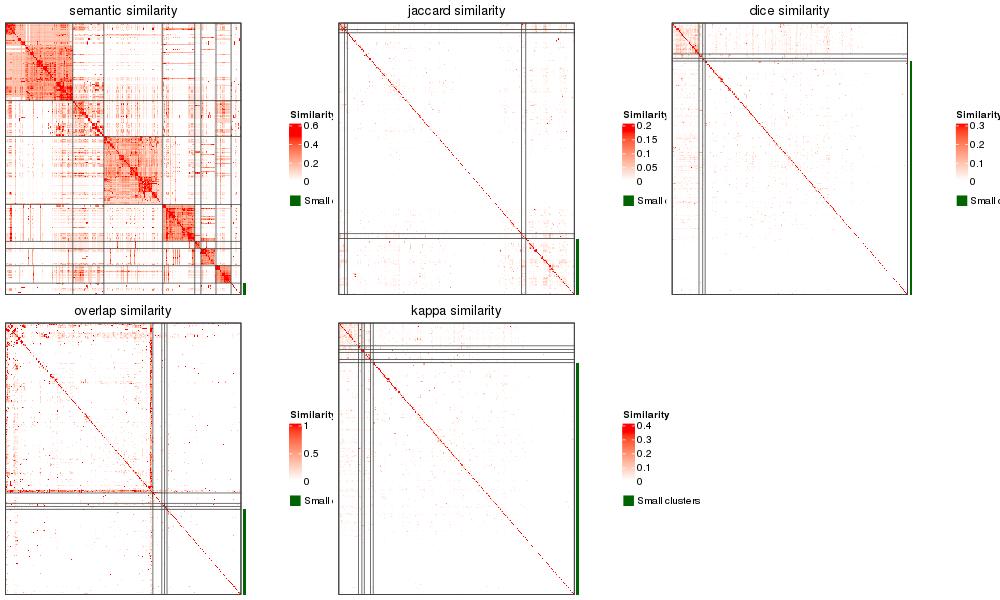 semantic similarity
Similarity
0.6
0.4
0.2
0
Small
jaccard similarity
Similarity
0.2
0.15
0.1
0.05
0
Small
dice similarity
Similarity
0.3
0.2
0.1
0
Small
overlap similarity
Similarity
1
0.5
0
Small
kappa similarity
Similarity
0.4
0.3
0.2
0.1
0
Small clusters